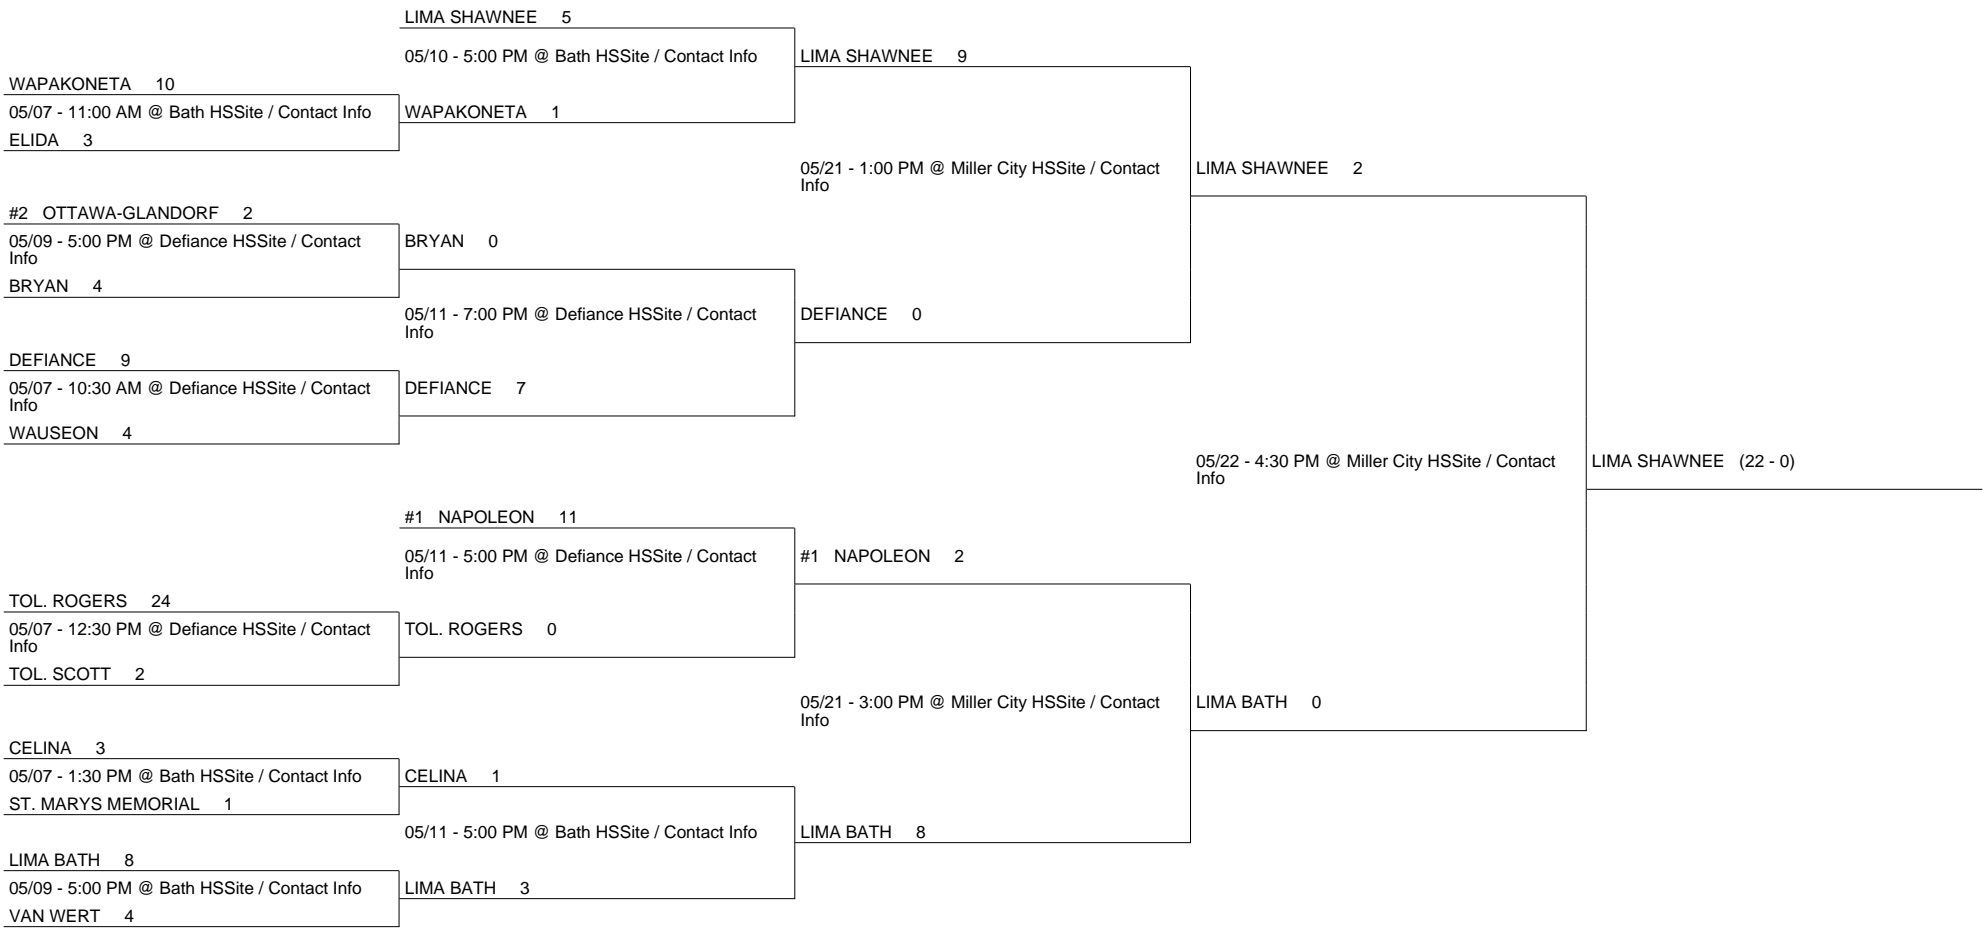 LIMA SHAWNEE 5
05/10 - 5:00 PM @ Bath HSSite / Contact Info
LIMA SHAWNEE 9
WAPAKONETA 10
05/07 - 11:00 AM @ Bath HSSite / Contact Info
WAPAKONETA 1
ELIDA 3
05/21 - 1:00 PM @ Miller City HSSite / Contact
Info
LIMA SHAWNEE 2
#2 OTTAWA-GLANDORF 2
05/09 - 5:00 PM @ Defiance HSSite / Contact
Info
BRYAN 0
BRYAN 4
05/11 - 7:00 PM @ Defiance HSSite / Contact
Info
DEFIANCE 0
DEFIANCE 9
05/07 - 10:30 AM @ Defiance HSSite / Contact
Info
DEFIANCE 7
WAUSEON 4
05/22 - 4:30 PM @ Miller City HSSite / Contact
Info
LIMA SHAWNEE (22 - 0)
#1 NAPOLEON 11
05/11 - 5:00 PM @ Defiance HSSite / Contact
Info
#1 NAPOLEON 2
TOL. ROGERS 24
05/07 - 12:30 PM @ Defiance HSSite / Contact
Info
TOL. ROGERS 0
TOL. SCOTT 2
05/21 - 3:00 PM @ Miller City HSSite / Contact
Info
LIMA BATH 0
CELINA 3
05/07 - 1:30 PM @ Bath HSSite / Contact Info
CELINA 1
ST. MARYS MEMORIAL 1
05/11 - 5:00 PM @ Bath HSSite / Contact Info
LIMA BATH 8
LIMA BATH 8
05/09 - 5:00 PM @ Bath HSSite / Contact Info
LIMA BATH 3
VAN WERT 4